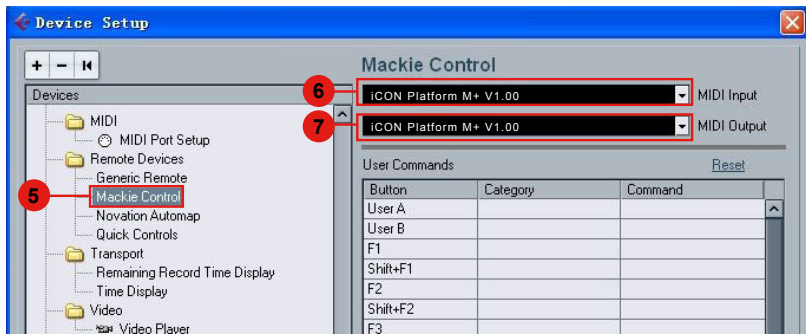 Device Setup
Mackie Control
Devices
6
iCON Platform M+ V1.00
MIDI Input
7
iCON Platform M+ V1.00
MIDI Output
MIDI
MIDI Port Setup
Remote Devices
Generic Remote
5
Mackie Control
Novation Automap
Quick Controls
Transport
Remaining Record Time Display
Time Display
Video
Video Player
User Commands
Reset
Button Category Command
User A
User B
F1
Shift+F1
F2
Shift+F2
F3